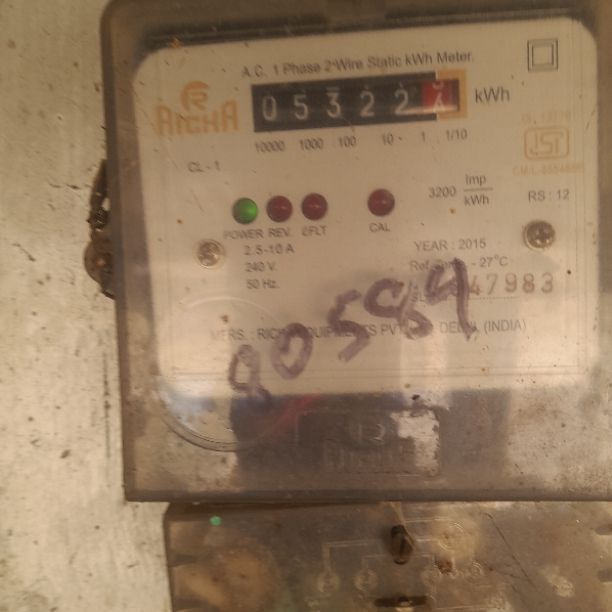 A.C. 1 Phase 2-Wire Static kWh Meter.
RICHA
0 5 3 2 2 kWh
10000 1000 100 10 - 1 1/10
ISI
CL - 1
3200 Imp/kWh
RS : 12
POWER REV. EFLT CAL
2.5-10 A
240 V.
50 Hz.
YEAR : 2015
- 27°C
47983
(INDIA)